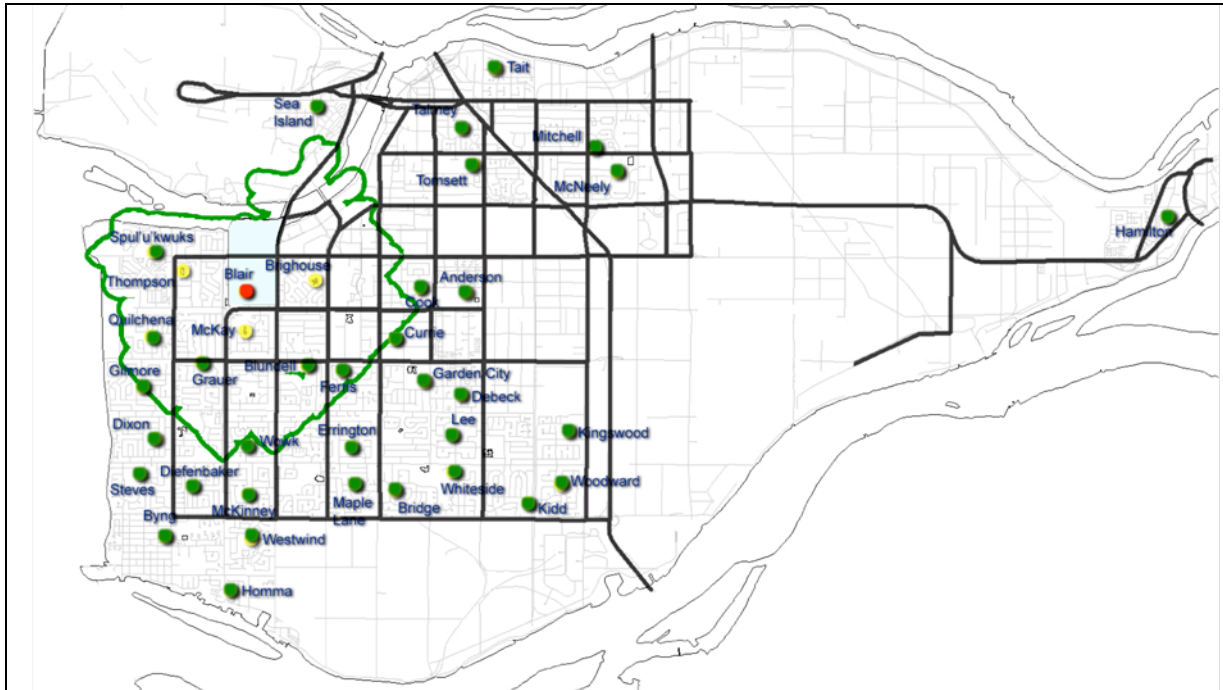 Tait
Sea
Island
Talmey
Mitchell
Tomsett
McNeely
Hamilton
Spul'u'kwuks
Thompson
Blair
Brighouse
Anderson
Cook
Quilchena
McKay
Currie
Gilmore
Grauer
Blundell
Ferris
Garden City
Debeck
Dixon
Wowk
Errington
Lee
Kingswood
Diefenbaker
Steves
McKinney
Maple
Lane
Bridge
Whiteside
Woodward
Kidd
Byng
Westwind
Homma